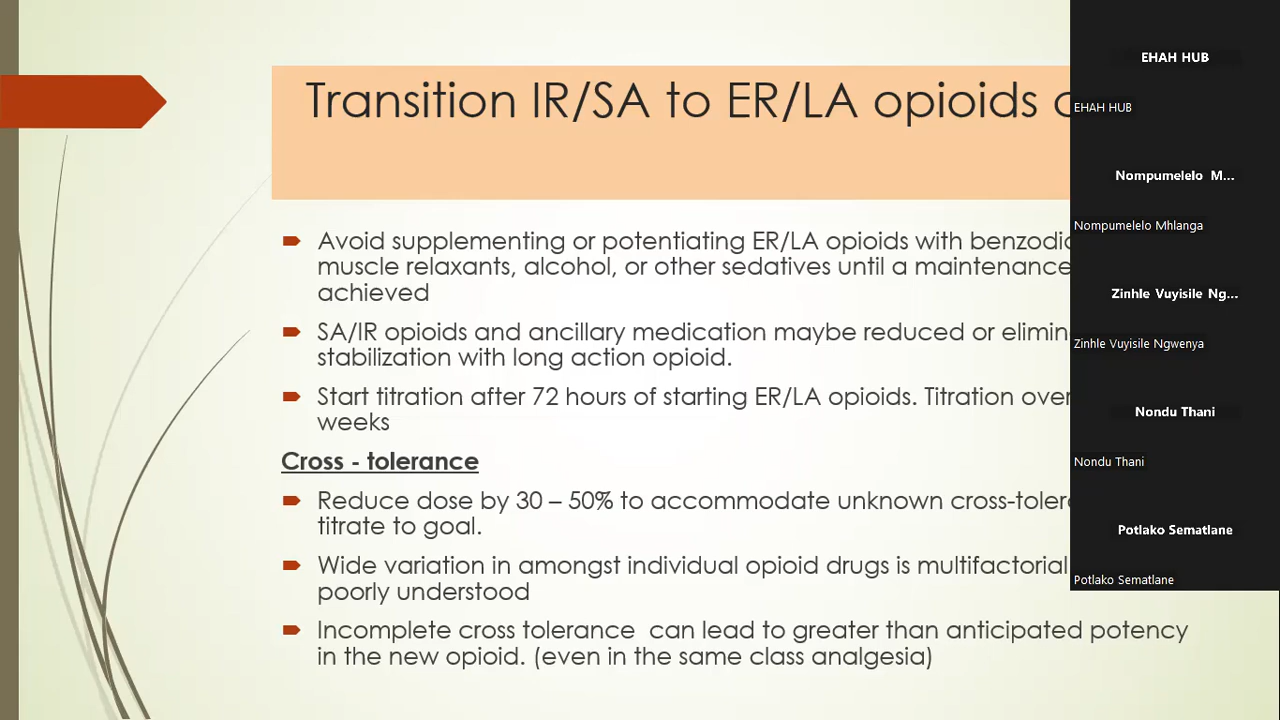 Transition IR/SA to ER/LA opioids
Avoid supplementing or potentiating ER/LA opioids with
muscle relaxants, alcohol, or other sedatives until a maintenance
achieved
SA/IR opioids and ancillary medication maybe reduced or
stabilization with long action opioid.
Start titration after 72 hours of starting ER/LA opioids. Titration over
weeks
Cross - tolerance
Reduce dose by 30 – 50% to accommodate unknown
titrate to goal.
Wide variation in amongst individual opioid drugs is multifactorial
poorly understood
Incomplete cross tolerance can lead to greater than anticipated potency
in the new opioid. (even in the same class analgesia)
EHAH HUB
EHAH HUB
Nompumelelo M...
Nompumelelo Mhlanga
Zinhle Vuyisile Ng...
Zinhle Vuyisile Ngwenya
Nondu Thani
Nondu Thani
Potlako Sematlane
Potlako Sematlane